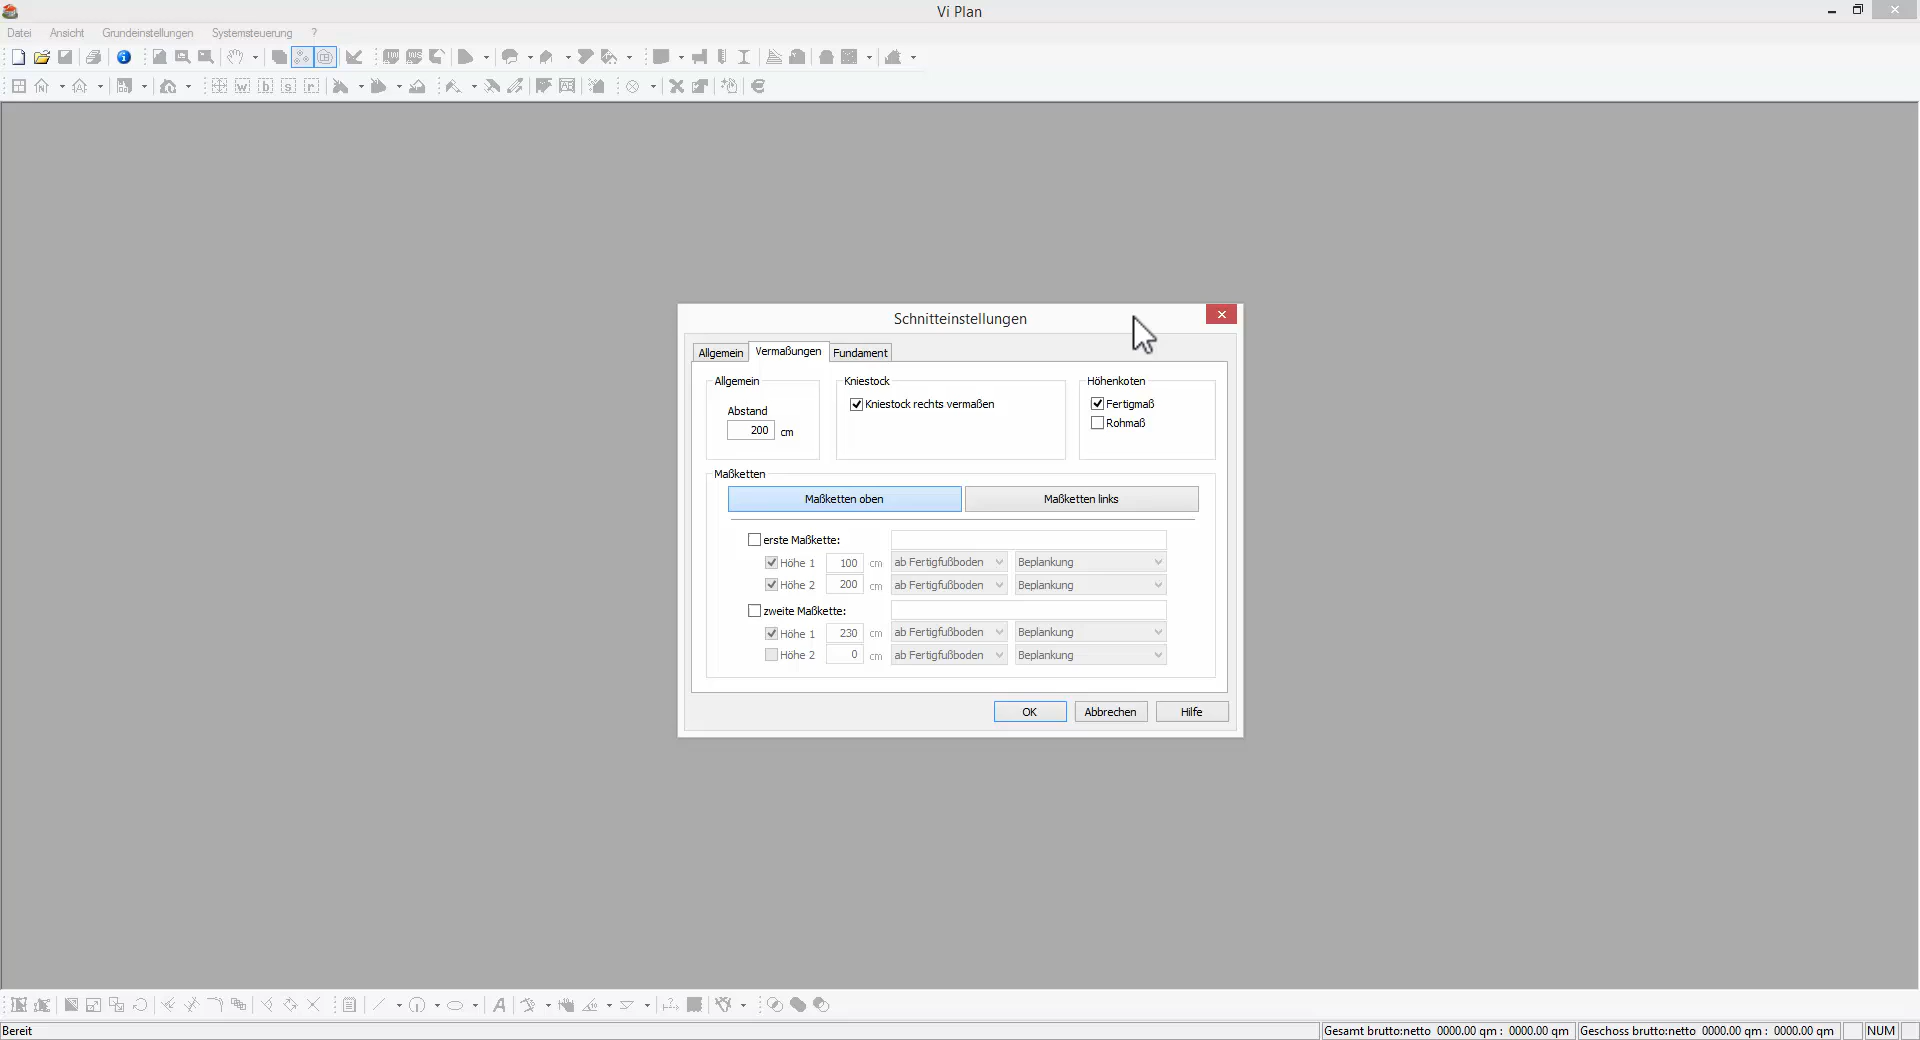 Vi Plan
Datei Ansicht Grundeinstellungen Systemsteuerung ?
Schnitteinstellungen
Allgemein Vermaßungen Fundament
Allgemein Kniestock Höhenkoten
Abstand
200 cm
Kniestock rechts vermaßen
Fertigmaß
Rohmaß
Maßketten
Maßketten oben Maßketten links
erste Maßkette:
Höhe 1 100 cm ab Fertigfußboden Beplankung
Höhe 2 200 cm ab Fertigfußboden Beplankung
zweite Maßkette:
Höhe 1 230 cm ab Fertigfußboden Beplankung
Höhe 2 0 cm ab Fertigfußboden Beplankung
OK Abbrechen Hilfe
Bereit Gesamt brutto:netto 0000.00 qm : 0000.00 qm Geschoss brutto:netto 0000.00 qm : 0000.00 qm NUM